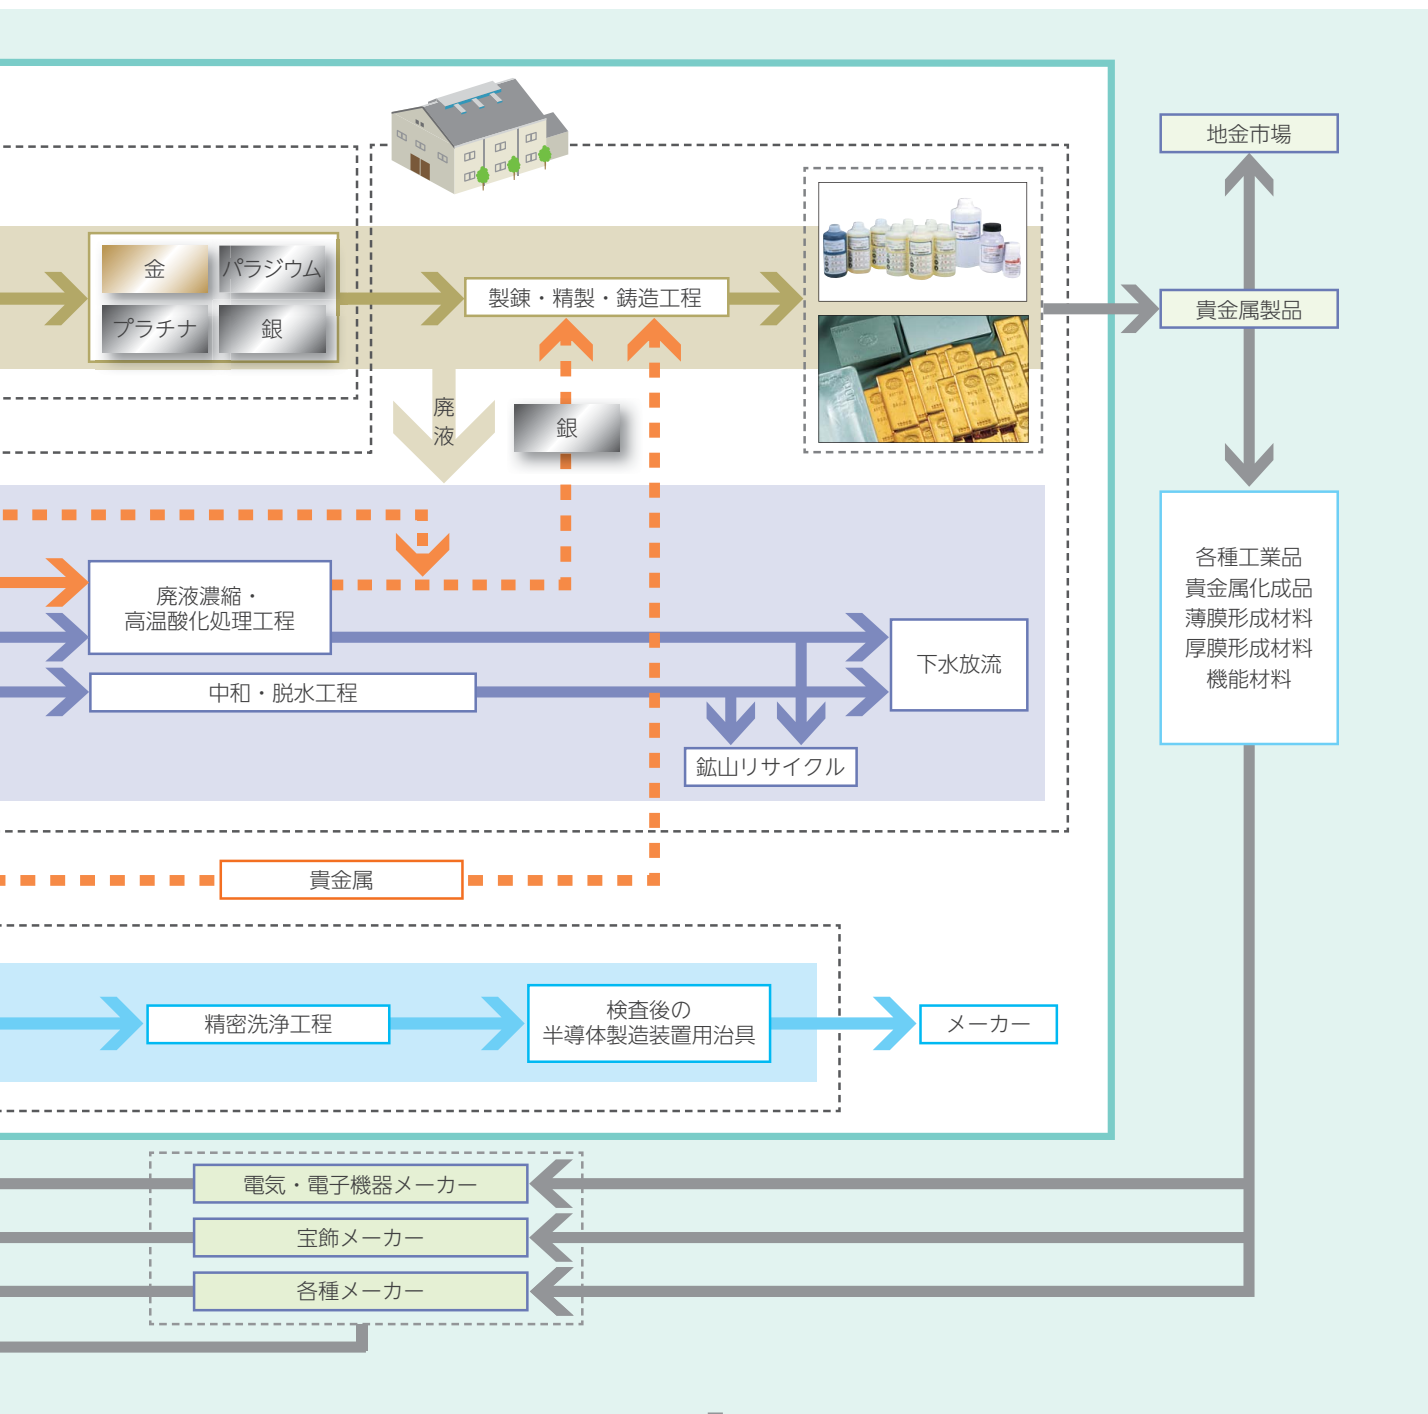 地金市場
金
パラジウム
プラチナ
銀
製錬・精製・鋳造工程
貴金属製品
廃
液
銀
廃液濃縮・
高温酸化処理工程
中和・脱水工程
下水放流
鉱山リサイクル
各種工業品
貴金属化成品
薄膜形成材料
厚膜形成材料
機能材料
貴金属
精密洗浄工程
検査後の
半導体製造装置用治具
メーカー
電気・電子機器メーカー
宝飾メーカー
各種メーカー